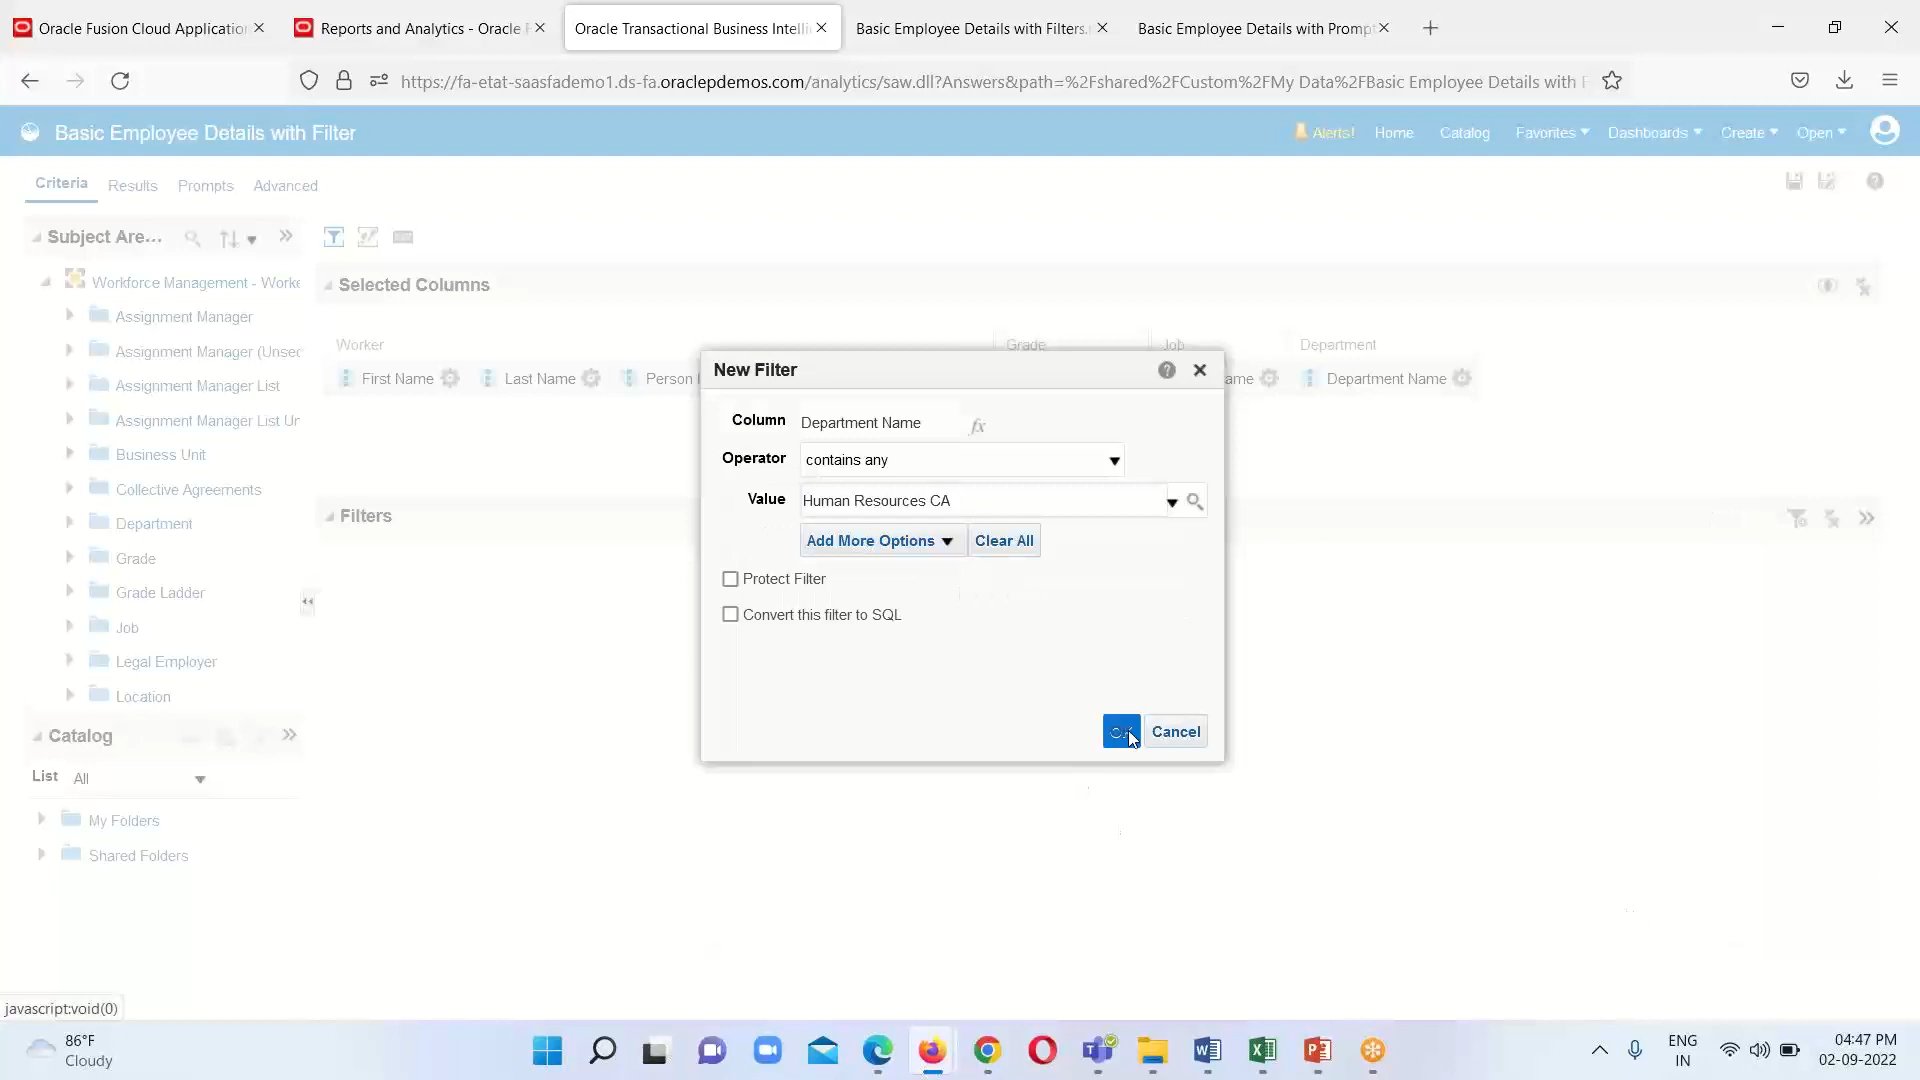 Oracle Fusion Cloud Application
Reports and Analytics - Oracle F
Oracle Transactional Business Intelli
Basic Employee Details with Filters.
Basic Employee Details with Prompt
https://fa-etat-saasfademo1.ds-fa.oraclepdemos.com/analytics/saw.dll?Answers&path=%2Fshared%2FCustom%2FMy Data%2FBasic Employee Details with F
Basic Employee Details with Filter
Alerts! Home Catalog Favorites Dashboards Create Open
Criteria Results Prompts Advanced
Subject Are...
Workforce Management - Worke
Assignment Manager
Assignment Manager (Unsec
Assignment Manager List
Assignment Manager List Un
Business Unit
Collective Agreements
Department
Grade
Grade Ladder
Job
Legal Employer
Location
Catalog
List All
My Folders
Shared Folders
Selected Columns
Worker Grade Job Department
First Name Last Name Person ame Department Name
Filters
New Filter
Column Department Name fx
Operator contains any
Value Human Resources CA
Add More Options Clear All
Protect Filter
Convert this filter to SQL
OK Cancel
javascript:void(0)
86°F
Cloudy
ENG
IN
04:47 PM
02-09-2022